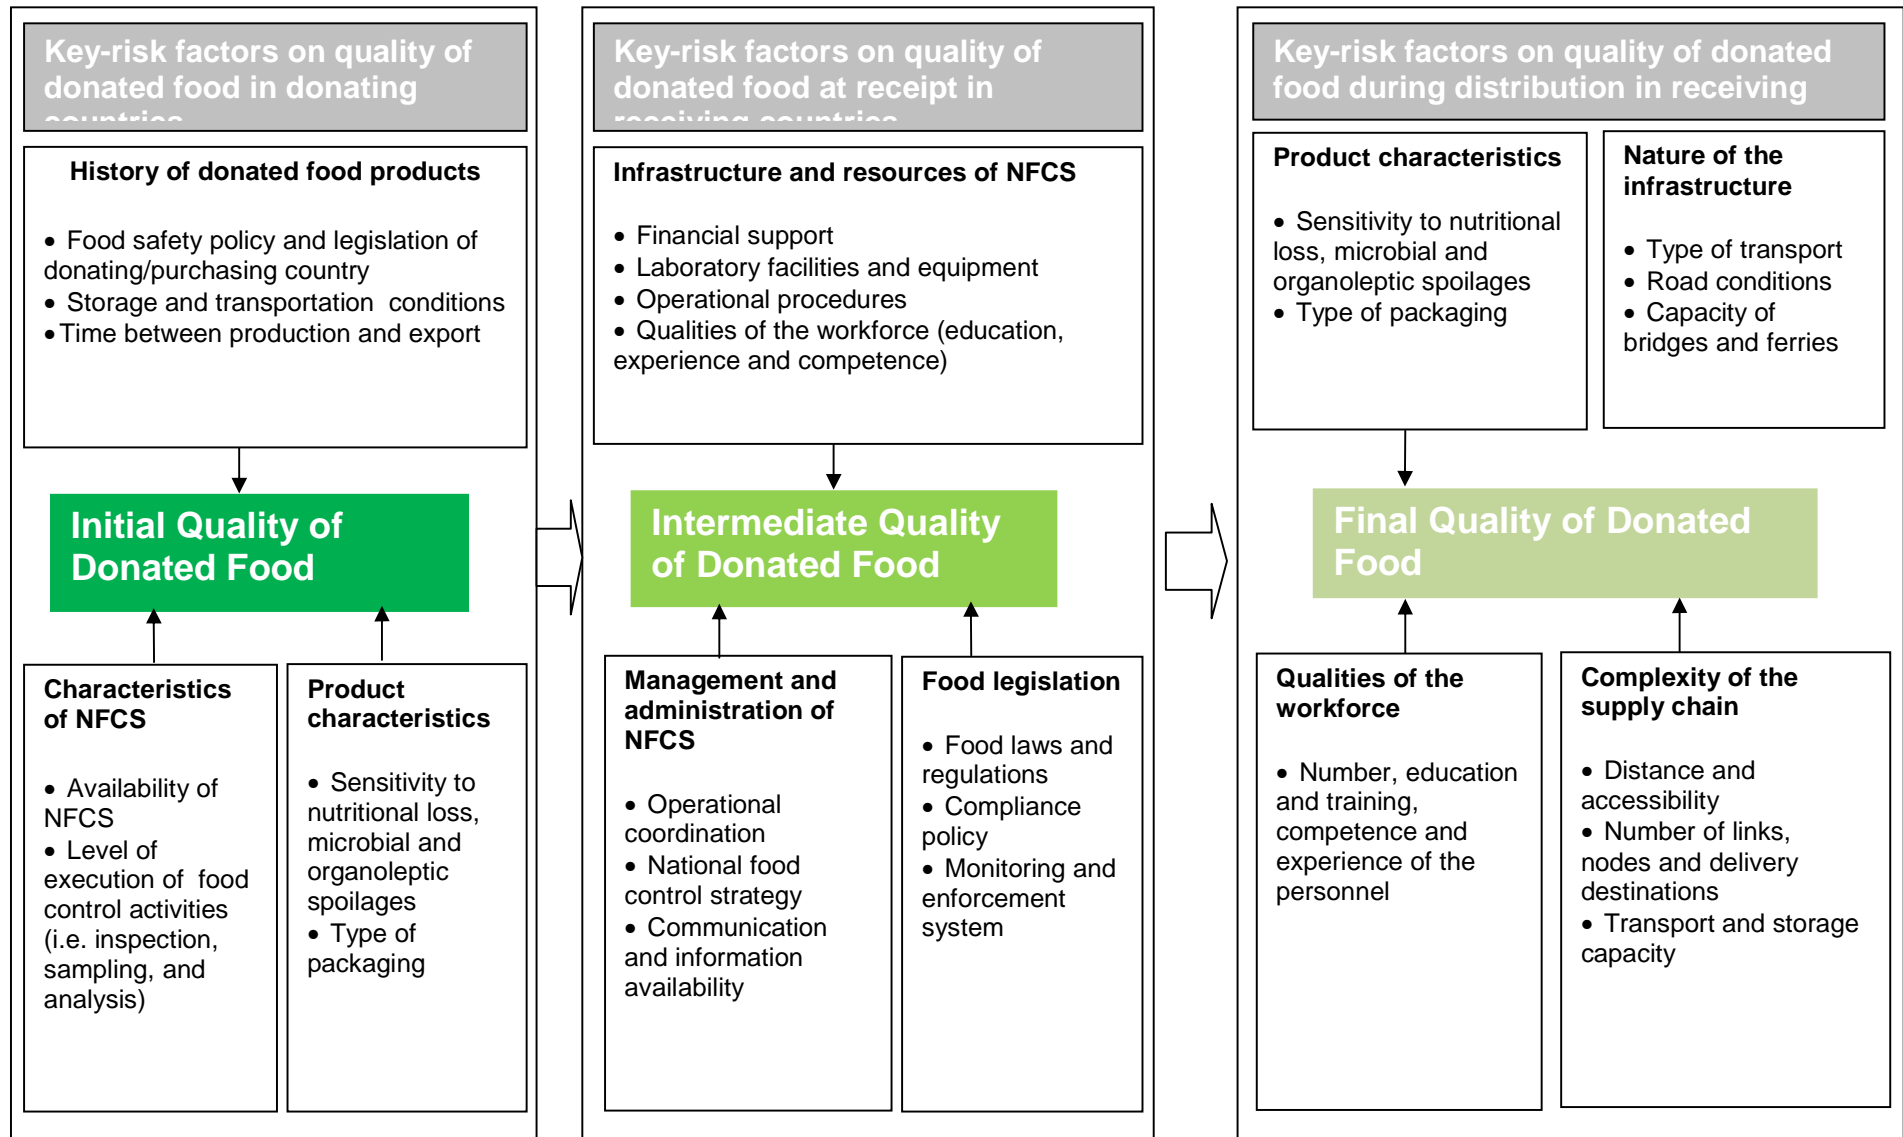 Key-risk factors on quality of
donated food in donating
countries
History of donated food products
• Food safety policy and legislation of
donating/purchasing country
• Storage and transportation conditions
• Time between production and export
Initial Quality of
Donated Food
Characteristics
of NFCS
• Availability of
NFCS
• Level of
execution of food
control activities
(i.e. inspection,
sampling, and
analysis)
Product
characteristics
• Sensitivity to
nutritional loss,
microbial and
organoleptic
spoilages
• Type of
packaging
Key-risk factors on quality of
donated food at receipt in
receiving countries
Infrastructure and resources of NFCS
• Financial support
• Laboratory facilities and equipment
• Operational procedures
• Qualities of the workforce (education,
experience and competence)
Intermediate Quality
of Donated Food
Management and
administration of
NFCS
• Operational
coordination
• National food
control strategy
• Communication
and information
availability
Food legislation
• Food laws and
regulations
• Compliance
policy
• Monitoring and
enforcement
system
Key-risk factors on quality of donated
food during distribution in receiving
Product characteristics
• Sensitivity to nutritional
loss, microbial and
organoleptic spoilages
• Type of packaging
Nature of the
infrastructure
• Type of transport
• Road conditions
• Capacity of
bridges and ferries
Final Quality of Donated
Food
Qualities of the
workforce
• Number, education
and training,
competence and
experience of the
personnel
Complexity of the
supply chain
• Distance and
accessibility
• Number of links,
nodes and delivery
destinations
• Transport and storage
capacity